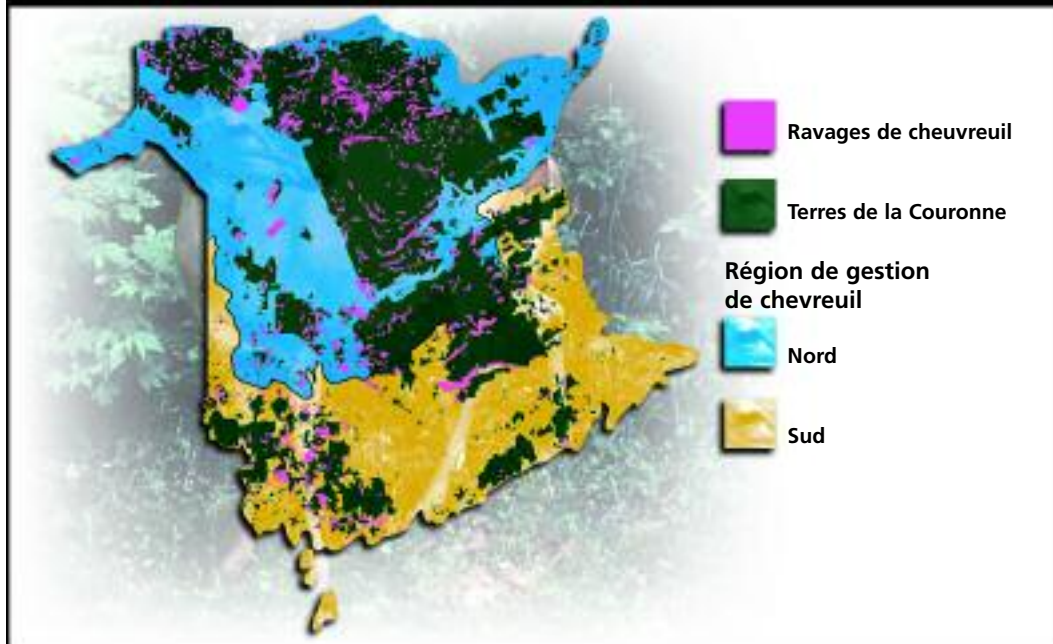 Ravages de cheuvreuil
Terres de la Couronne
Région de gestion
de chevreuil
Nord
Sud